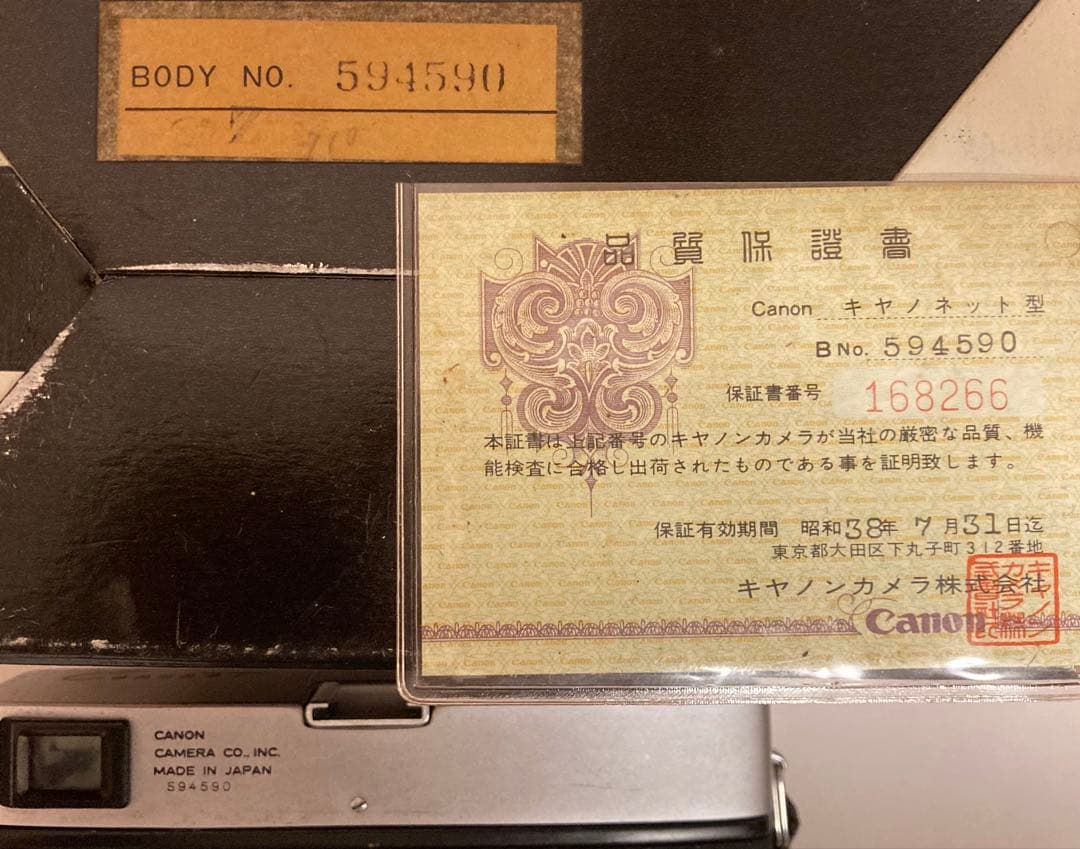 BODY NO. 594590
品質保證書
Canon キヤノネット型
BNo. 594590
保証書番号 168266
本証書は上記番号のキヤノンカメラが当社の厳密な品質、機
能検査に合格し出荷されたものである事を証明致します。
保証有効期間 昭和38年7月31日迄
東京都大田区下丸子町312番地
キヤノンカメラ株式会社
Canon
CANON
CAMERA CO., INC.
MADE IN JAPAN
594590